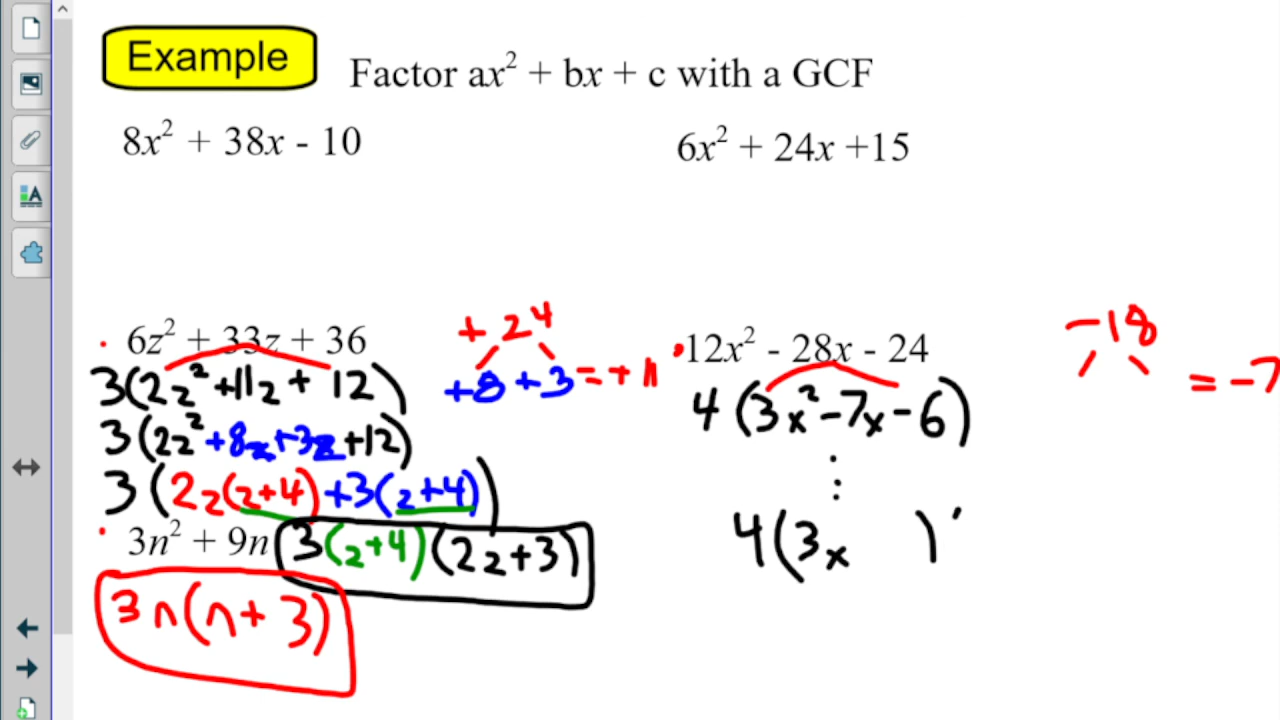 Example
Factor ax² + bx + c with a GCF
8x² + 38x - 10
6x² + 24x +15
6z² + 33z + 36
3(2z² +11z + 12)
3(2z² +8z+3z+12)
3(2z(z+4)+3(z+4))
+24
+8 +3 = +11
12x² - 28x - 24
4(3x²-7x-6)
-18
= -7
4(3x )
3n² + 9n
3(z+4)(2z+3)
3n(n+3)